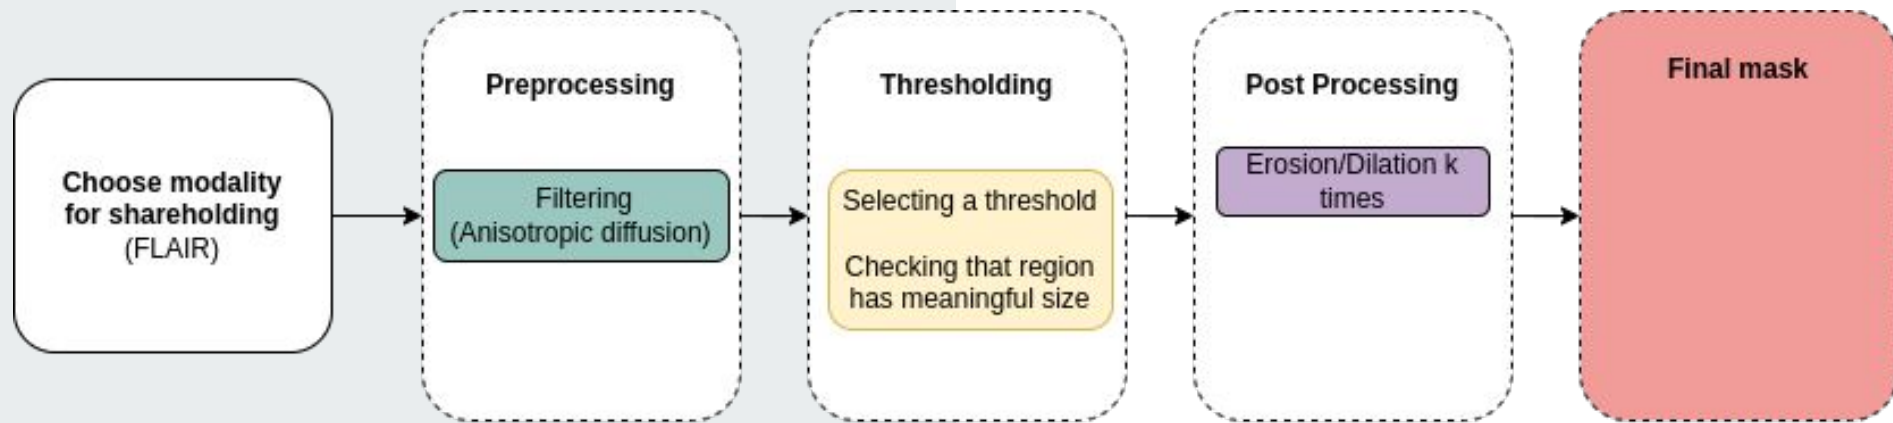 Choose modality
for shareholding
(FLAIR)
Preprocessing
Filtering
(Anisotropic diffusion)
Thresholding
Selecting a threshold
Checking that region
has meaningful size
Post Processing
Erosion/Dilation k
times
Final mask